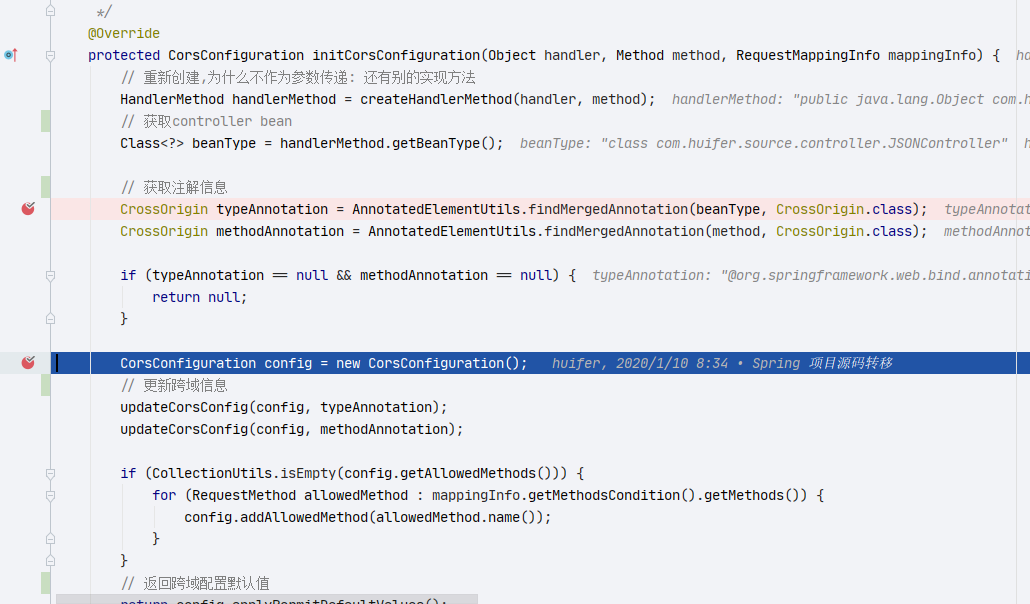 */
@Override
protected CorsConfiguration initCorsConfiguration(Object handler, Method method, RequestMappingInfo mappingInfo) {
// 重新创建,为什么不作为参数传递: 还有别的实现方法
HandlerMethod handlerMethod = createHandlerMethod(handler, method); handlerMethod: "public java.lang.Object com.h
// 获取controller bean
Class<?> beanType = handlerMethod.getBeanType(); beanType: "class com.huifer.source.controller.JSONController" h
// 获取注解信息
CrossOrigin typeAnnotation = AnnotatedElementUtils.findMergedAnnotation(beanType, CrossOrigin.class); typeAnnotat
CrossOrigin methodAnnotation = AnnotatedElementUtils.findMergedAnnotation(method, CrossOrigin.class); methodAnnot
if (typeAnnotation == null && methodAnnotation == null) { typeAnnotation: "@org.springframework.web.bind.annotati
return null;
}
CorsConfiguration config = new CorsConfiguration(); huifer, 2020/1/10 8:34 • Spring 项目源码转移
// 更新跨域信息
updateCorsConfig(config, typeAnnotation);
updateCorsConfig(config, methodAnnotation);
if (CollectionUtils.isEmpty(config.getAllowedMethods())) {
for (RequestMethod allowedMethod : mappingInfo.getMethodsCondition().getMethods()) {
config.addAllowedMethod(allowedMethod.name());
}
}
// 返回跨域配置默认值
return config.applyPermitDefaultValues();